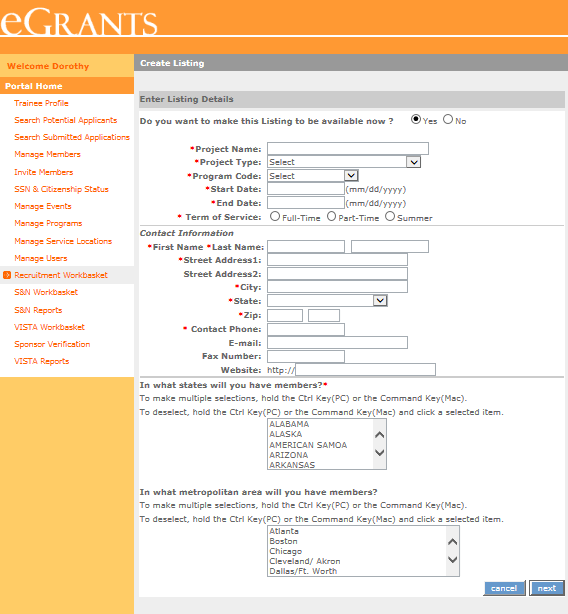 eGRANTS
Welcome Dorothy
Portal Home
Trainee Profile
Search Potential Applicants
Search Submitted Applications
Manage Members
Invite Members
SSN & Citizenship Status
Manage Events
Manage Programs
Manage Service Locations
Manage Users
Recruitment Workbasket
S&N Workbasket
S&N Reports
VISTA Workbasket
Sponsor Verification
VISTA Reports
Create Listing
Enter Listing Details
Do you want to make this Listing to be available now ? Yes No
*Project Name:
*Project Type: Select
*Program Code: Select
*Start Date: (mm/dd/yyyy)
*End Date: (mm/dd/yyyy)
* Term of Service: Full-Time Part-Time Summer
Contact Information
*First Name *Last Name:
*Street Address1:
Street Address2:
*City:
*State:
*Zip:
* Contact Phone:
E-mail:
Fax Number:
Website: http://
In what states will you have members?*
To make multiple selections, hold the Ctrl Key(PC) or the Command Key(Mac).
To deselect, hold the Ctrl Key(PC) or the Command Key(Mac) and click a selected item.
ALABAMA
ALASKA
AMERICAN SAMOA
ARIZONA
ARKANSAS
In what metropolitan area will you have members?
To make multiple selections, hold the Ctrl Key(PC) or the Command Key(Mac).
To deselect, hold the Ctrl Key(PC) or the Command Key(Mac) and click a selected item.
Atlanta
Boston
Chicago
Cleveland/ Akron
Dallas/Ft. Worth
cancel next